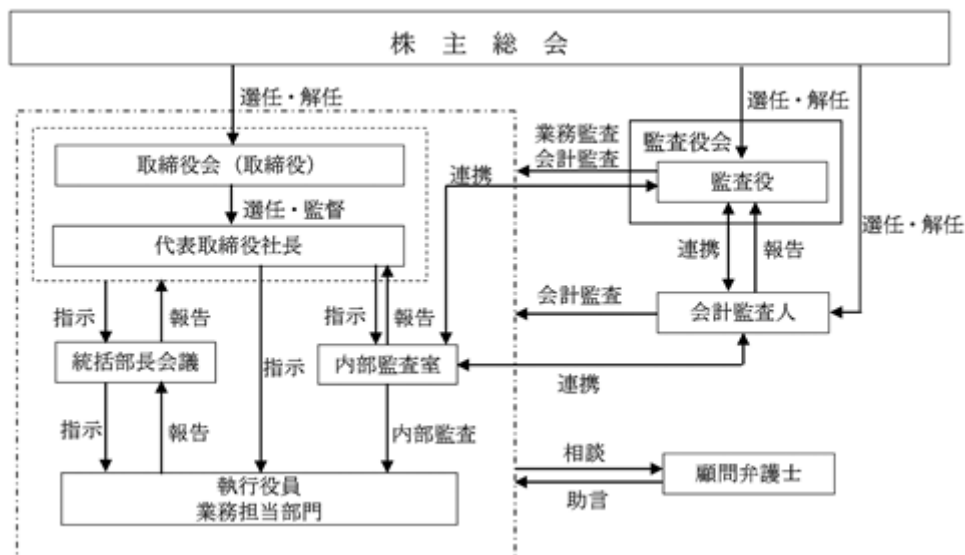 株主総会
選任・解任
選任・解任
業務監査
会計監査
監査役会
取締役会(取締役)
連携
監査役
選任・監督
代表取締役社長
連携
報告
選任・解任
指示
報告
指示
報告
会計監査
会計監査人
統括部長会議
指示
内部監査室
連携
指示
報告
内部監査
相談
顧問弁護士
助言
執行役員
業務担当部門